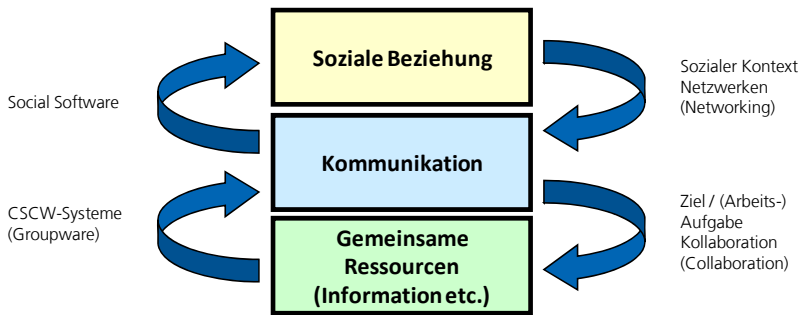 Soziale Beziehung
Social Software
Sozialer Kontext
Netzwerken
(Networking)
Kommunikation
CSCW-Systeme
(Groupware)
Ziel / (Arbeits-)
Aufgabe
Kollaboration
(Collaboration)
Gemeinsame
Ressourcen
(Information etc.)